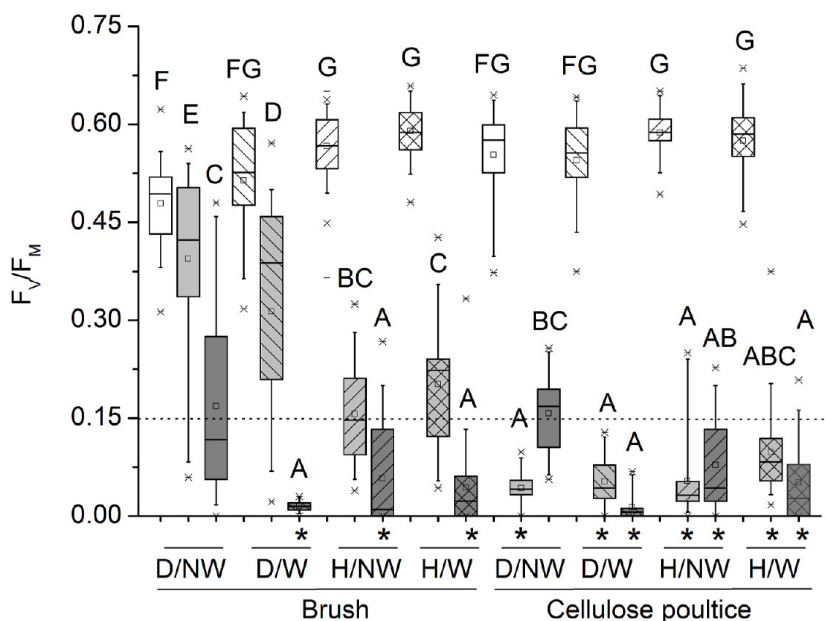 0.75
0.60
0.45
0.30
0.15
0.00
FV/FM
F
E
C
FG
D
A
G
BC
A
G
C
A
FG
A
BC
FG
A
A
G
A
AB
G
ABC
A
* * * * * * * * * *
D/NW D/W H/NW H/W D/NW D/W H/NW H/W
Brush Cellulose poultice